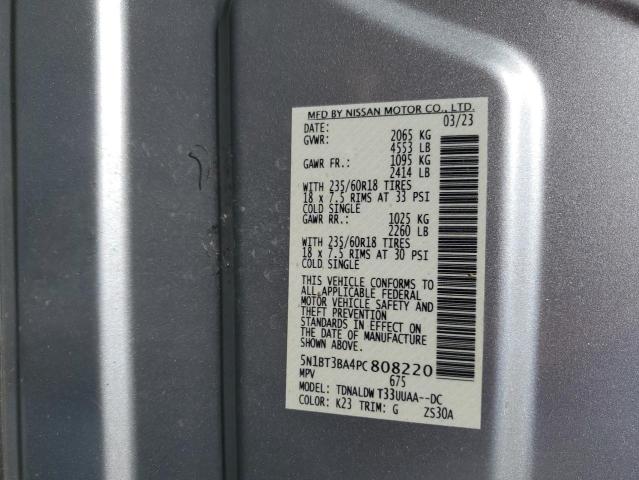 MFD BY NISSAN MOTOR CO., LTD.
DATE: 03/23
GVWR: 2065 KG
4553 LB
GAWR FR.: 1095 KG
2414 LB
WITH 235/60R18 TIRES
18 x 7.5 RIMS AT 33 PSI
COLD SINGLE
GAWR RR.: 1025 KG
2260 LB
WITH 235/60R18 TIRES
18 x 7.5 RIMS AT 30 PSI
COLD SINGLE
THIS VEHICLE CONFORMS TO
ALL APPLICABLE FEDERAL
MOTOR VEHICLE SAFETY AND
THEFT PREVENTION
STANDARDS IN EFFECT ON
THE DATE OF MANUFACTURE
SHOWN ABOVE.
5N1BT3BA4PC808220
MPV 675
MODEL: TDNALDW T33UUAA--DC
COLOR: K23 TRIM: G ZS30A